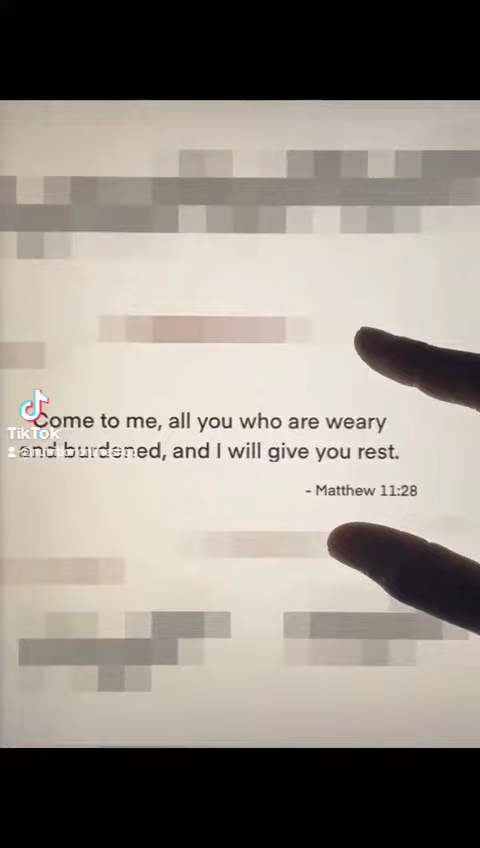 Come to me, all you who are weary
and burdened, and I will give you rest.
- Matthew 11:28
TikTok